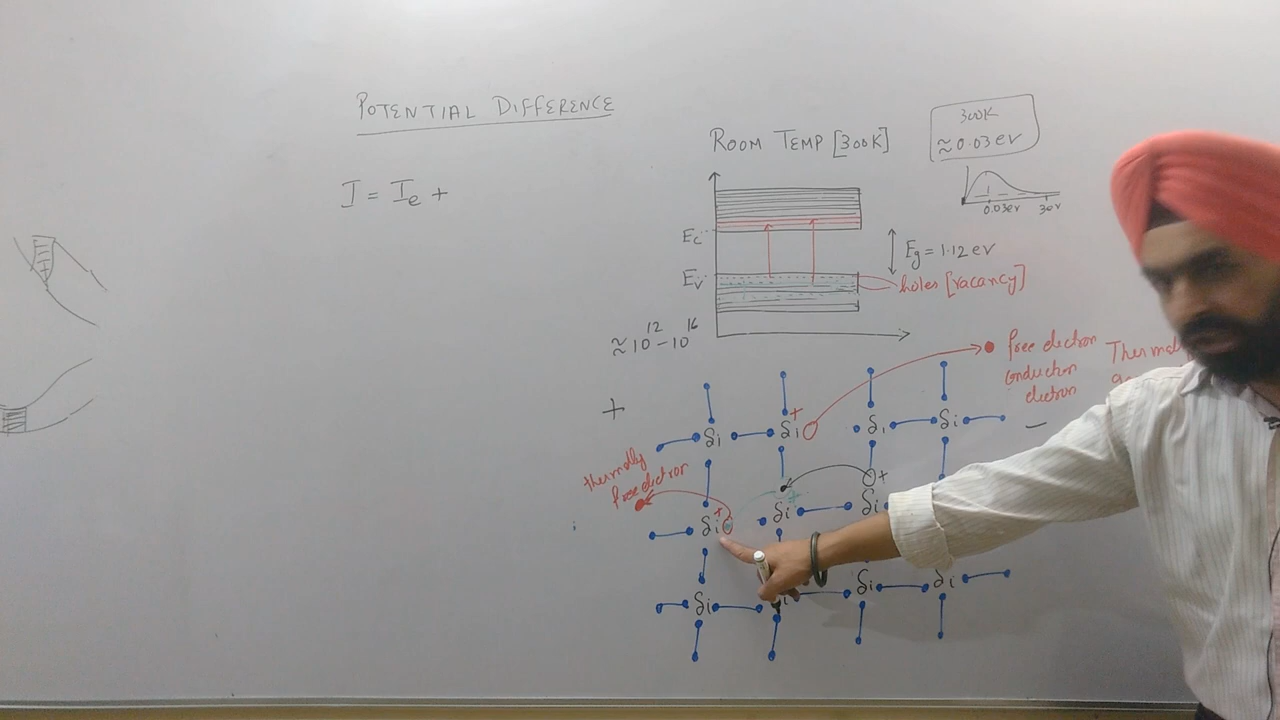 POTENTIAL DIFFERENCE
I = Ie +
ROOM TEMP [300K]
300K
≈ 0.03 eV
0.03eV 3eV
Ec
Eg = 1.12 eV
Ev
holes [vacancy]
≈ 10^12 - 10^16
free electron
conduction
electron
+
-
Si +
Si
Si
Si
thermally
free electron
+
Si +
Si +
Si
Si
Si
Si